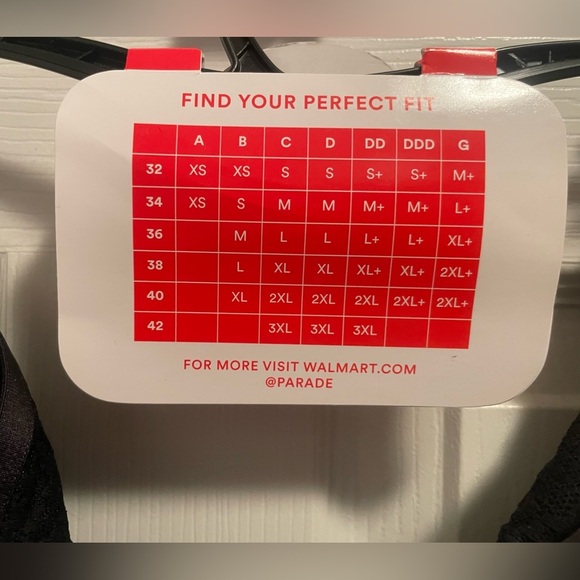 FIND YOUR PERFECT FIT
A B C D DD DDD G
32 XS XS S S S+ S+ M+
34 XS S M M M+ M+ L+
36 M L L L+ L+ XL+
38 L XL XL XL+ XL+ 2XL+
40 XL 2XL 2XL 2XL 2XL+ 2XL+
42 3XL 3XL 3XL
FOR MORE VISIT WALMART.COM
@PARADE